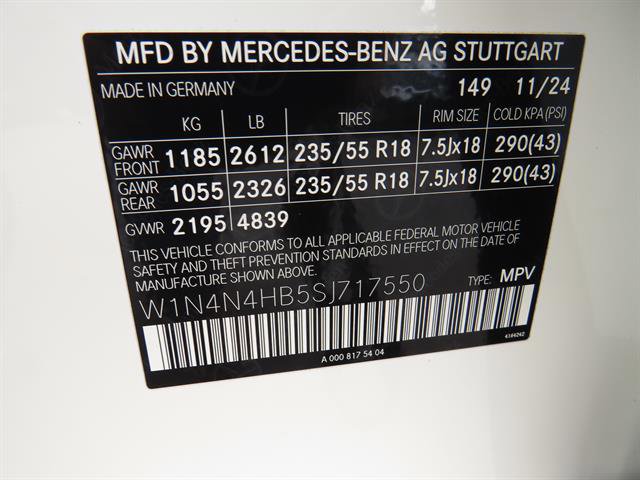 MFD BY MERCEDES-BENZ AG STUTTGART
MADE IN GERMANY 149 11/24
KG LB TIRES RIM SIZE COLD KPA(PSI)
GAWR FRONT 1185 2612 235/55 R18 7.5Jx18 290(43)
GAWR REAR 1055 2326 235/55 R18 7.5Jx18 290(43)
GVWR 2195 4839
THIS VEHICLE CONFORMS TO ALL APPLICABLE FEDERAL MOTOR VEHICLE
SAFETY AND THEFT PREVENTION STANDARDS IN EFFECT ON THE DATE OF
MANUFACTURE SHOWN ABOVE.
W1N4N4HB5SJ717550 TYPE: MPV
A 000 817 54 04 4164242